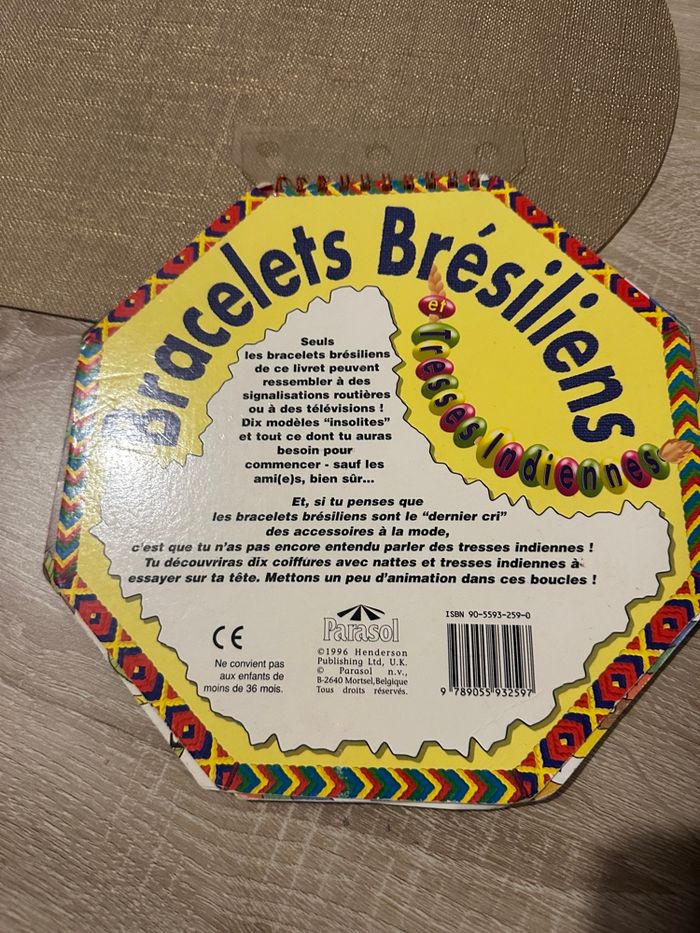 Bracelets Brésiliens
et
Tresses Indiennes
Seuls
les bracelets brésiliens
de ce livret peuvent
ressembler à des
signalisations routières
ou à des télévisions !
Dix modèles “insolites”
et tout ce dont tu auras
besoin pour
commencer - sauf les
ami(e)s, bien sûr...
Et, si tu penses que
les bracelets brésiliens sont le “dernier cri”
des accessoires à la mode,
c'est que tu n'as pas encore entendu parler des tresses indiennes !
Tu découvriras dix coiffures avec nattes et tresses indiennes à
essayer sur ta tête. Mettons un peu d'animation dans ces boucles !
CE
Ne convient pas
aux enfants de
moins de 36 mois.
Parasol
©1996 Henderson
Publishing Ltd, U.K.
© Parasol n.v.,
B-2640 Mortsel,Belgique
Tous droits réservés.
ISBN 90-5593-259-0
9 789055 932597